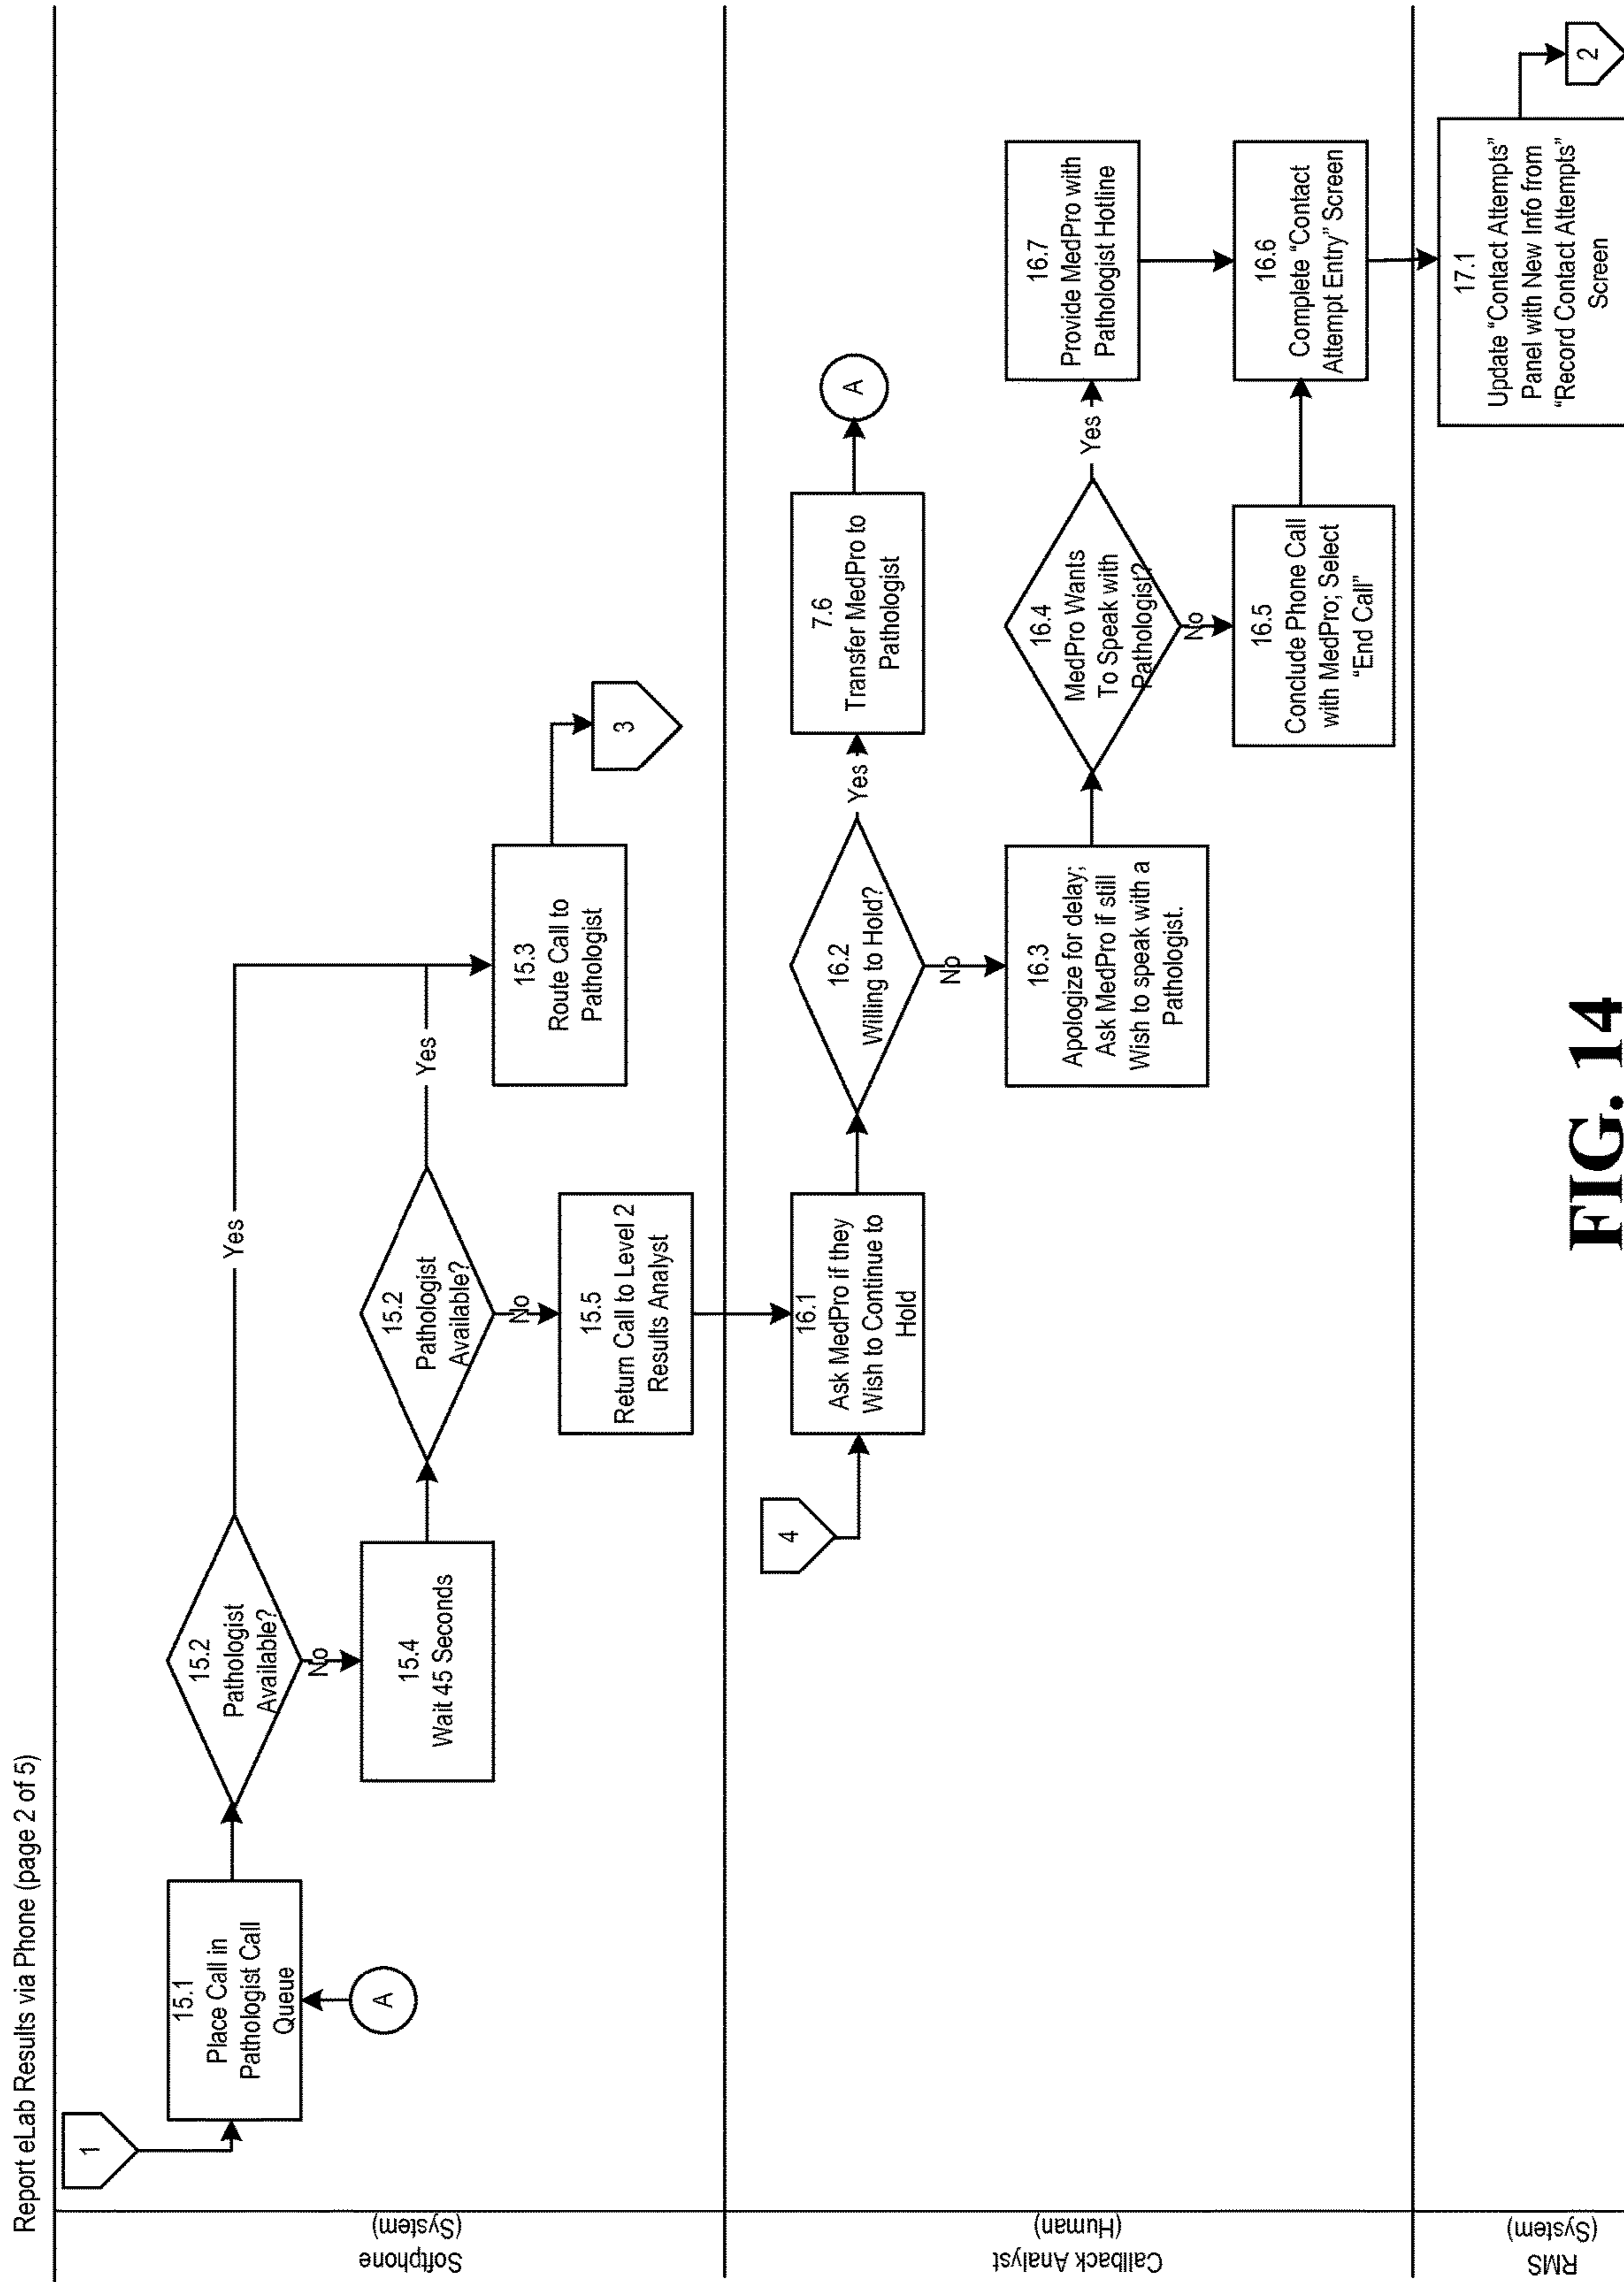 Report eLab Results via Phone (page 2 of 5)
Softphone
(System)
1
15.1
Place Call in
Pathologist Call
Queue
A
15.2
Pathologist
Available?
Yes
No
15.4
Wait 45 Seconds
15.2
Pathologist
Available?
Yes
No
15.3
Route Call to
Pathologist
3
15.5
Return Call to Level 2
Results Analyst
Callback Analyst
(Human)
4
16.1
Ask MedPro if they
Wish to Continue to
Hold
16.2
Willing to Hold?
Yes
No
7.6
Transfer MedPro to
Pathologist
A
16.3
Apologize for delay;
Ask MedPro if still
Wish to speak with a
Pathologist.
16.4
MedPro Wants
To Speak with
Pathologist?
Yes
No
16.7
Provide MedPro with
Pathologist Hotline
16.5
Conclude Phone Call
with MedPro; Select
“End Call”
16.6
Complete “Contact
Attempt Entry” Screen
RMS
(System)
17.1
Update “Contact Attempts”
Panel with New Info from
“Record Contact Attempts”
Screen
2
FIG. 14